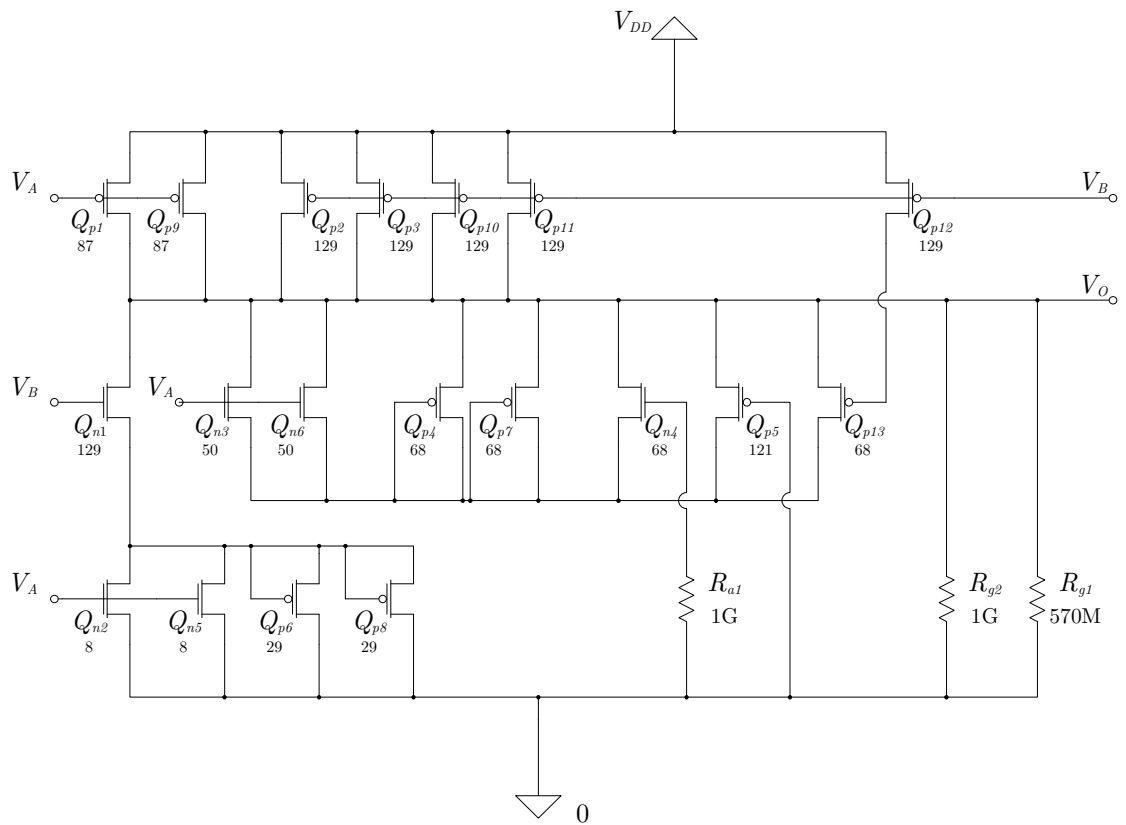 V_DD
V_A V_B
Q_p1 Q_p9 Q_p2 Q_p3 Q_p10 Q_p11 Q_p12
87 87 129 129 129 129 129
V_O
V_B V_A
Q_n1 Q_n3 Q_n6 Q_p4 Q_p7 Q_n4 Q_p5 Q_p13
129 50 50 68 68 68 121 68
V_A R_a1 R_g2 R_g1
1G 1G 570M
Q_n2 Q_n5 Q_p6 Q_p8
8 8 29 29
0